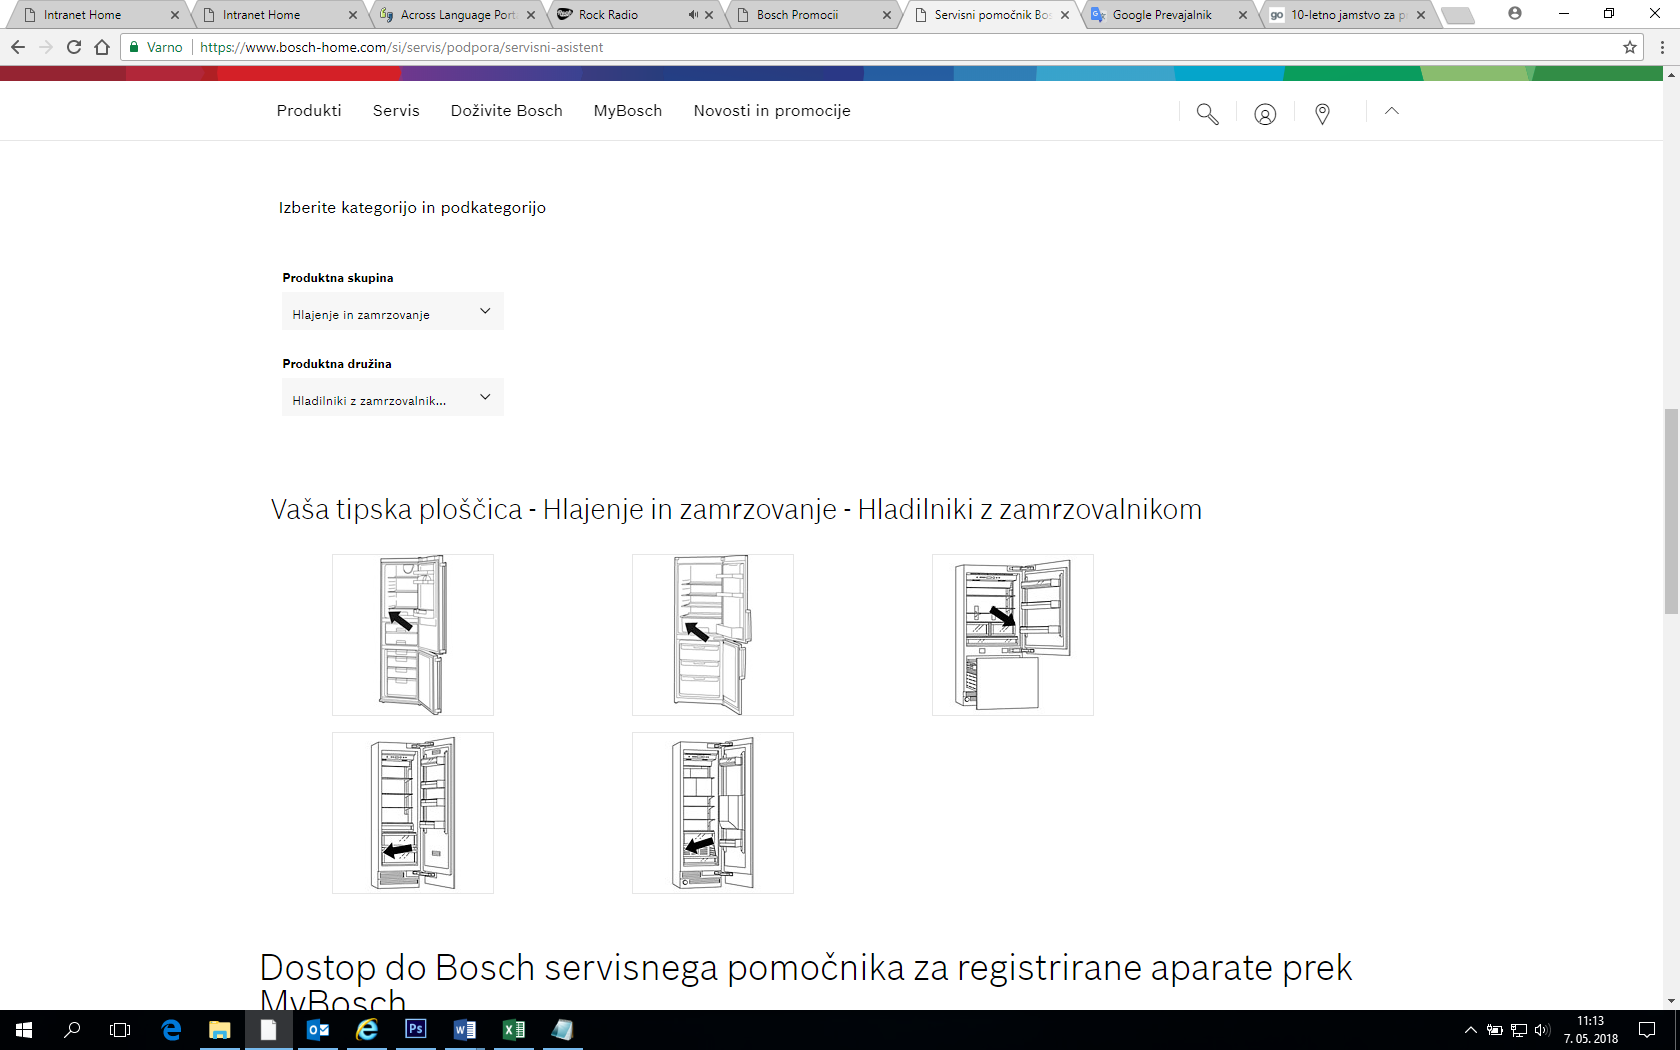 Intranet Home
Intranet Home
Across Language Port
Rock Radio
Bosch Promocii
Servisni pomočnik Bos
Google Prevajalnik
go 10-letno jamstvo za p
Varno https://www.bosch-home.com/si/servis/podpora/servisni-asistent
Produkti Servis Doživite Bosch MyBosch Novosti in promocije
Izberite kategorijo in podkategorijo
Produktna skupina
Hlajenje in zamrzovanje
Produktna družina
Hladilniki z zamrzovalnik...
Vaša tipska ploščica - Hlajenje in zamrzovanje - Hladilniki z zamrzovalnikom
Dostop do Bosch servisnega pomočnika za registrirane aparate prek
MyBosch
Ps
11:13
7. 05. 2018